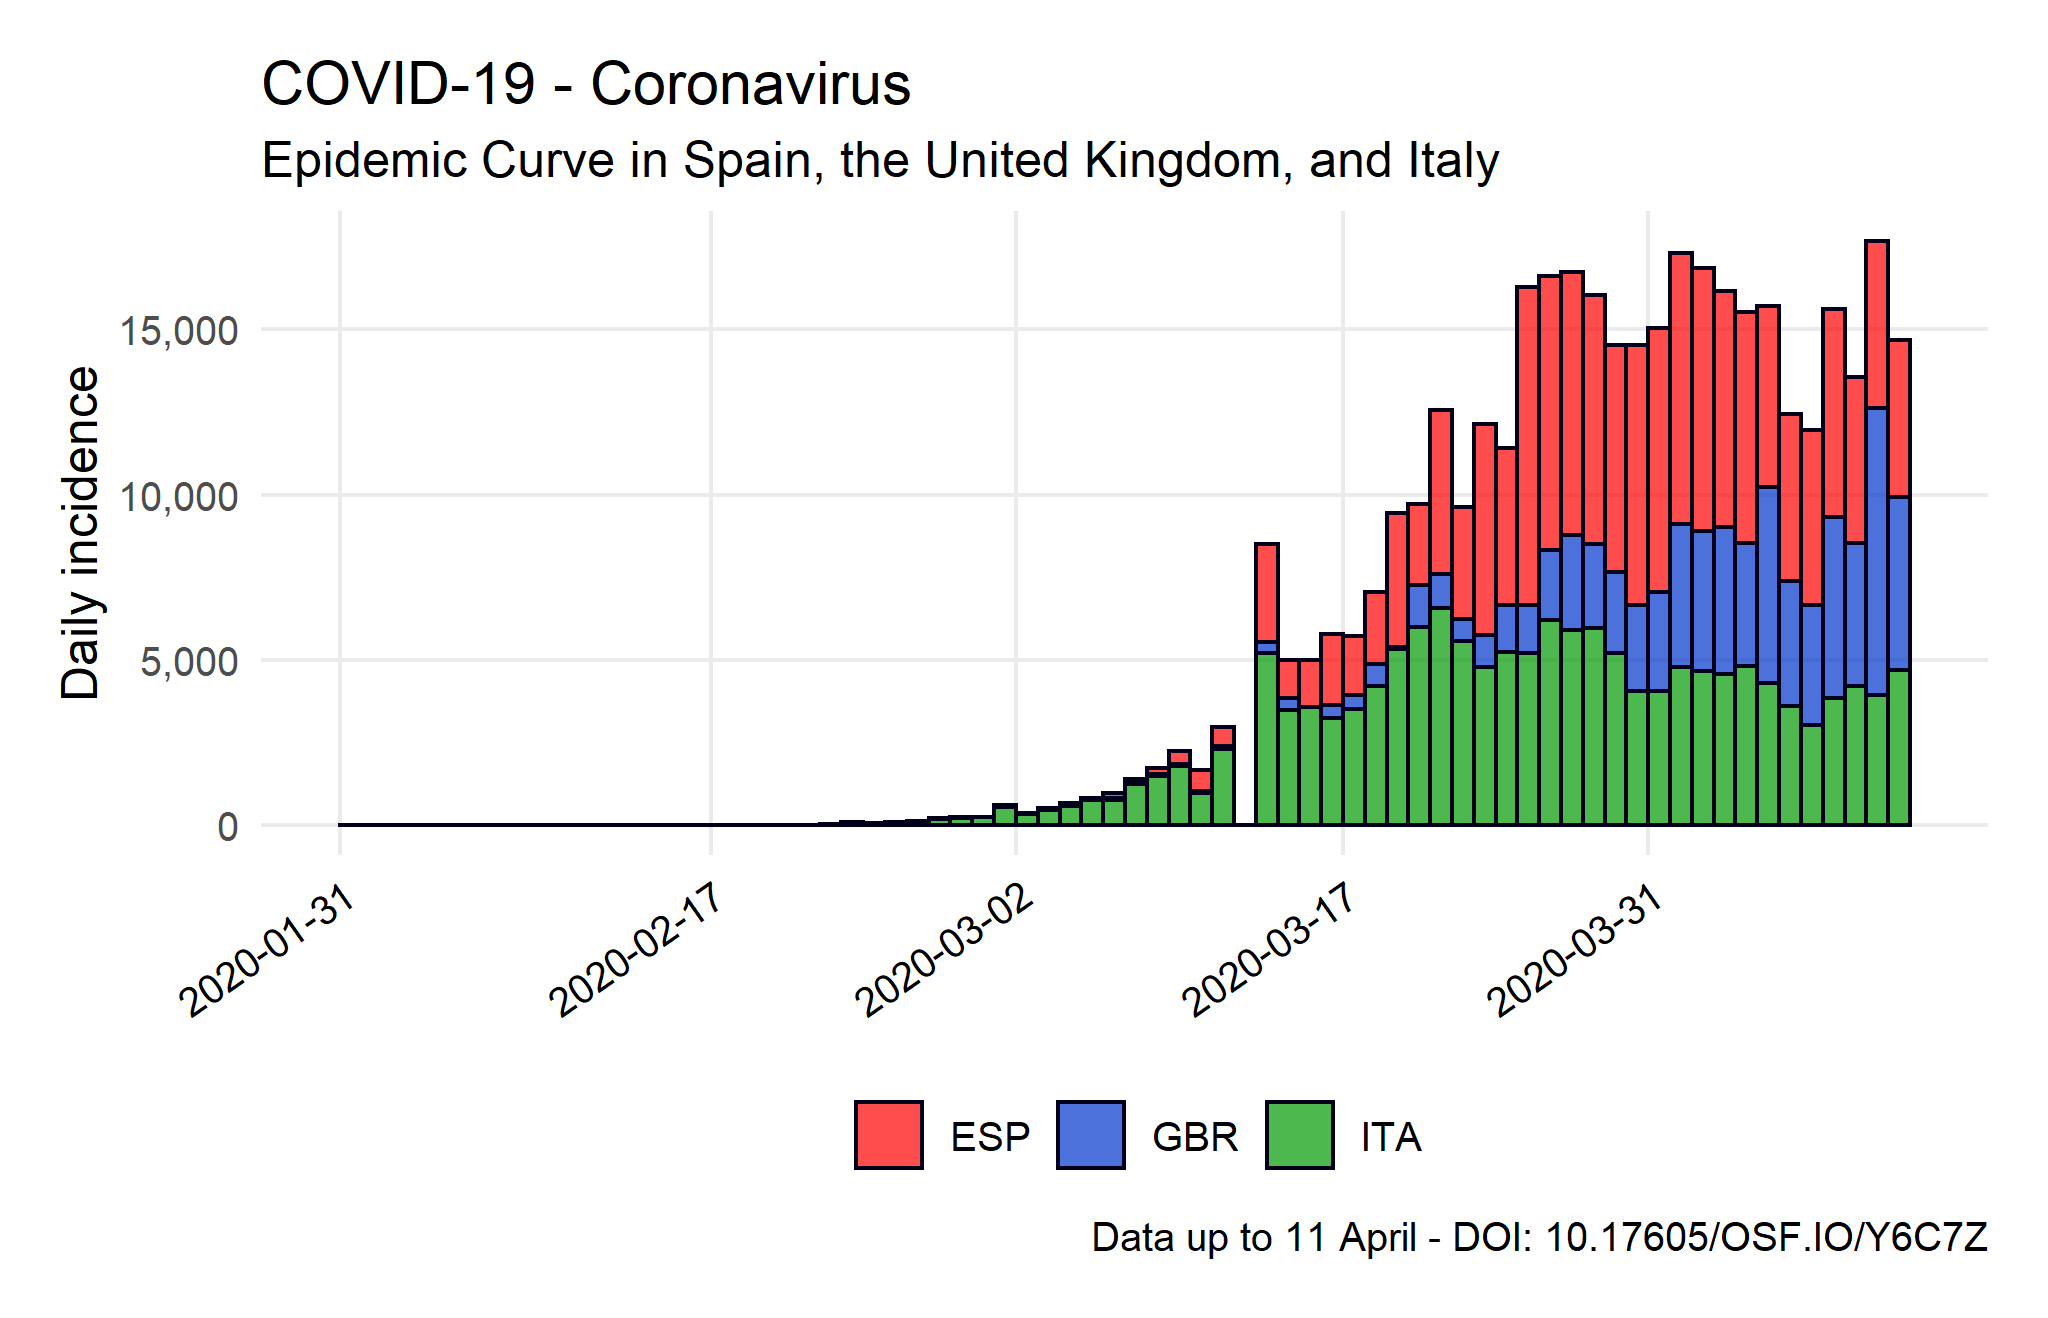 COVID-19 - Coronavirus
Epidemic Curve in Spain, the United Kingdom, and Italy
Daily incidence
15,000
10,000
5,000
0
2020-01-31
2020-02-17
2020-03-02
2020-03-17
2020-03-31
ESP
GBR
ITA
Data up to 11 April - DOI: 10.17605/OSF.IO/Y6C7Z